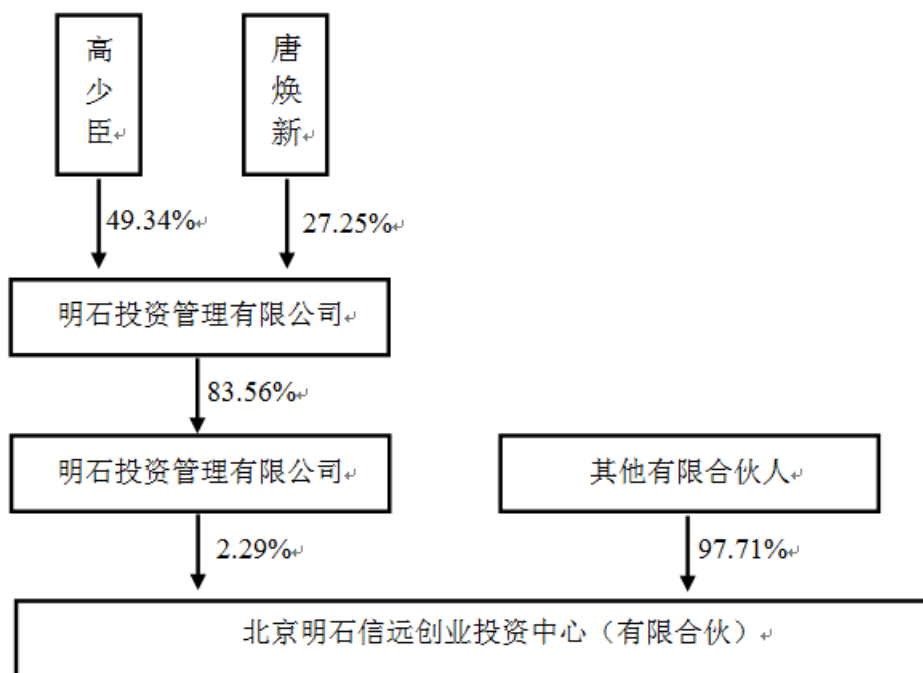 高少臣
唐焕新
49.34%
27.25%
明石投资管理有限公司
83.56%
明石投资管理有限公司
其他有限合伙人
2.29%
97.71%
北京明石信远创业投资中心（有限合伙）